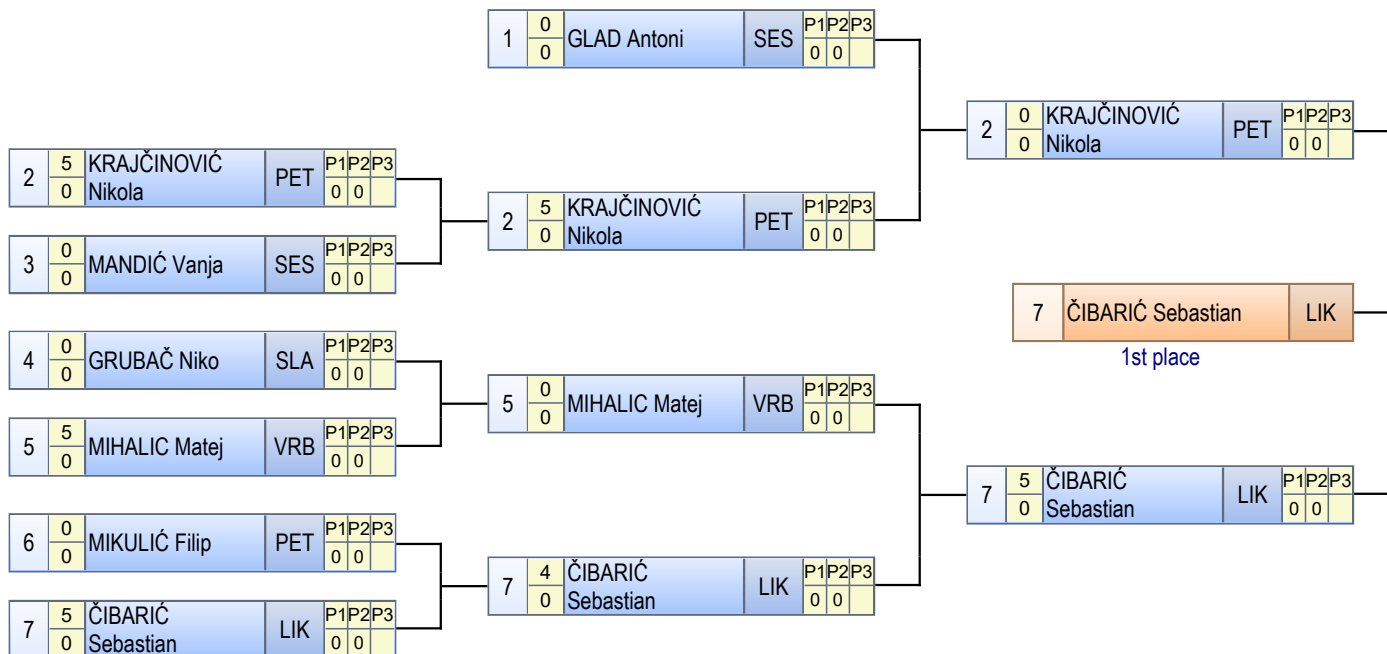 1 0 GLAD Antoni SES P1 P2 P3
0 0 0
2 0 KRAJČINOVIĆ PET P1 P2 P3
0 Nikola 0 0
2 5 KRAJČINOVIĆ PET P1 P2 P3
0 Nikola 0 0
2 5 KRAJČINOVIĆ PET P1 P2 P3
0 Nikola 0 0
3 0 MANDIĆ Vanja SES P1 P2 P3
0 0 0
7 ČIBARIĆ Sebastian LIK
1st place
4 0 GRUBAČ Niko SLA P1 P2 P3
0 0 0
5 0 MIHALIC Matej VRB P1 P2 P3
0 0 0
5 5 MIHALIC Matej VRB P1 P2 P3
0 0 0
7 5 ČIBARIĆ LIK P1 P2 P3
0 Sebastian 0 0
6 0 MIKULIĆ Filip PET P1 P2 P3
0 0 0
7 4 ČIBARIĆ LIK P1 P2 P3
0 Sebastian 0 0
7 5 ČIBARIĆ LIK P1 P2 P3
0 Sebastian 0 0